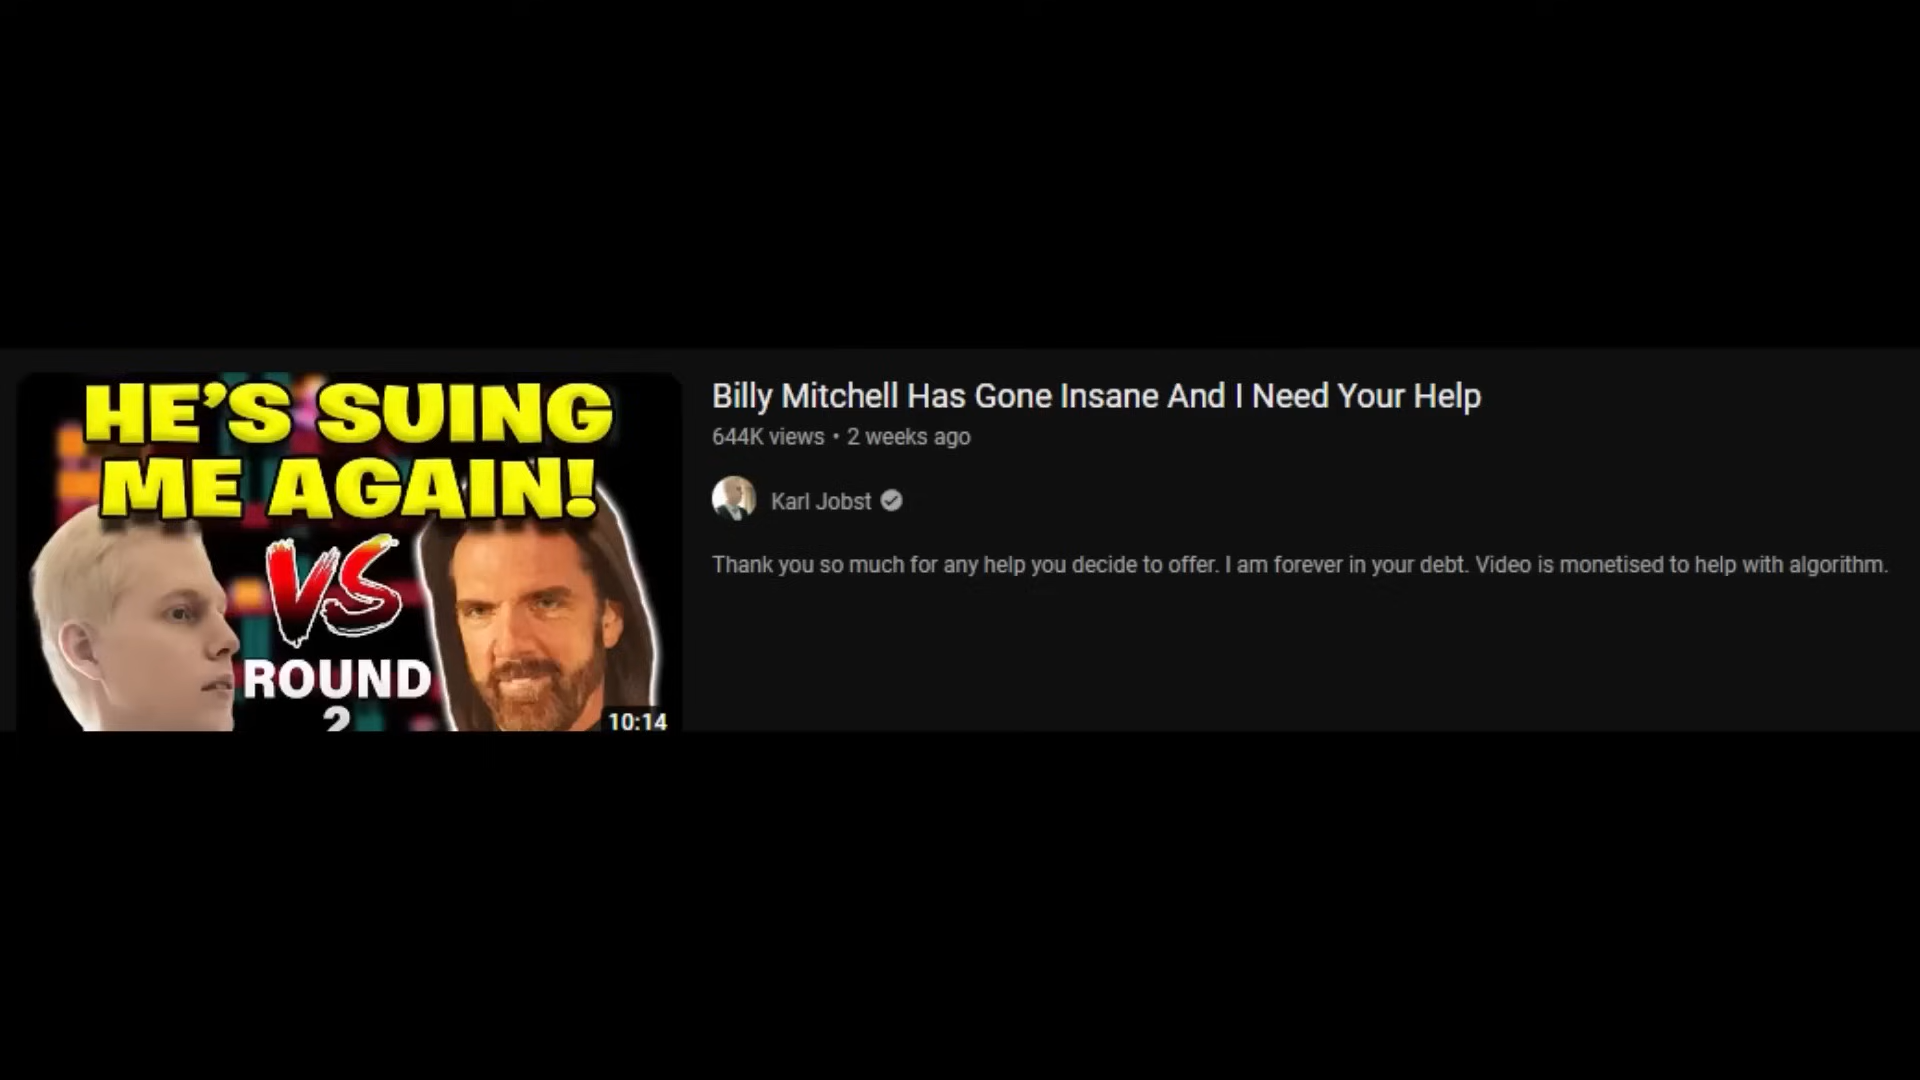 HE'S SUING
ME AGAIN!
VS
ROUND
2
10:14
Billy Mitchell Has Gone Insane And I Need Your Help
644K views • 2 weeks ago
Karl Jobst
Thank you so much for any help you decide to offer. I am forever in your debt. Video is monetised to help with algorithm.